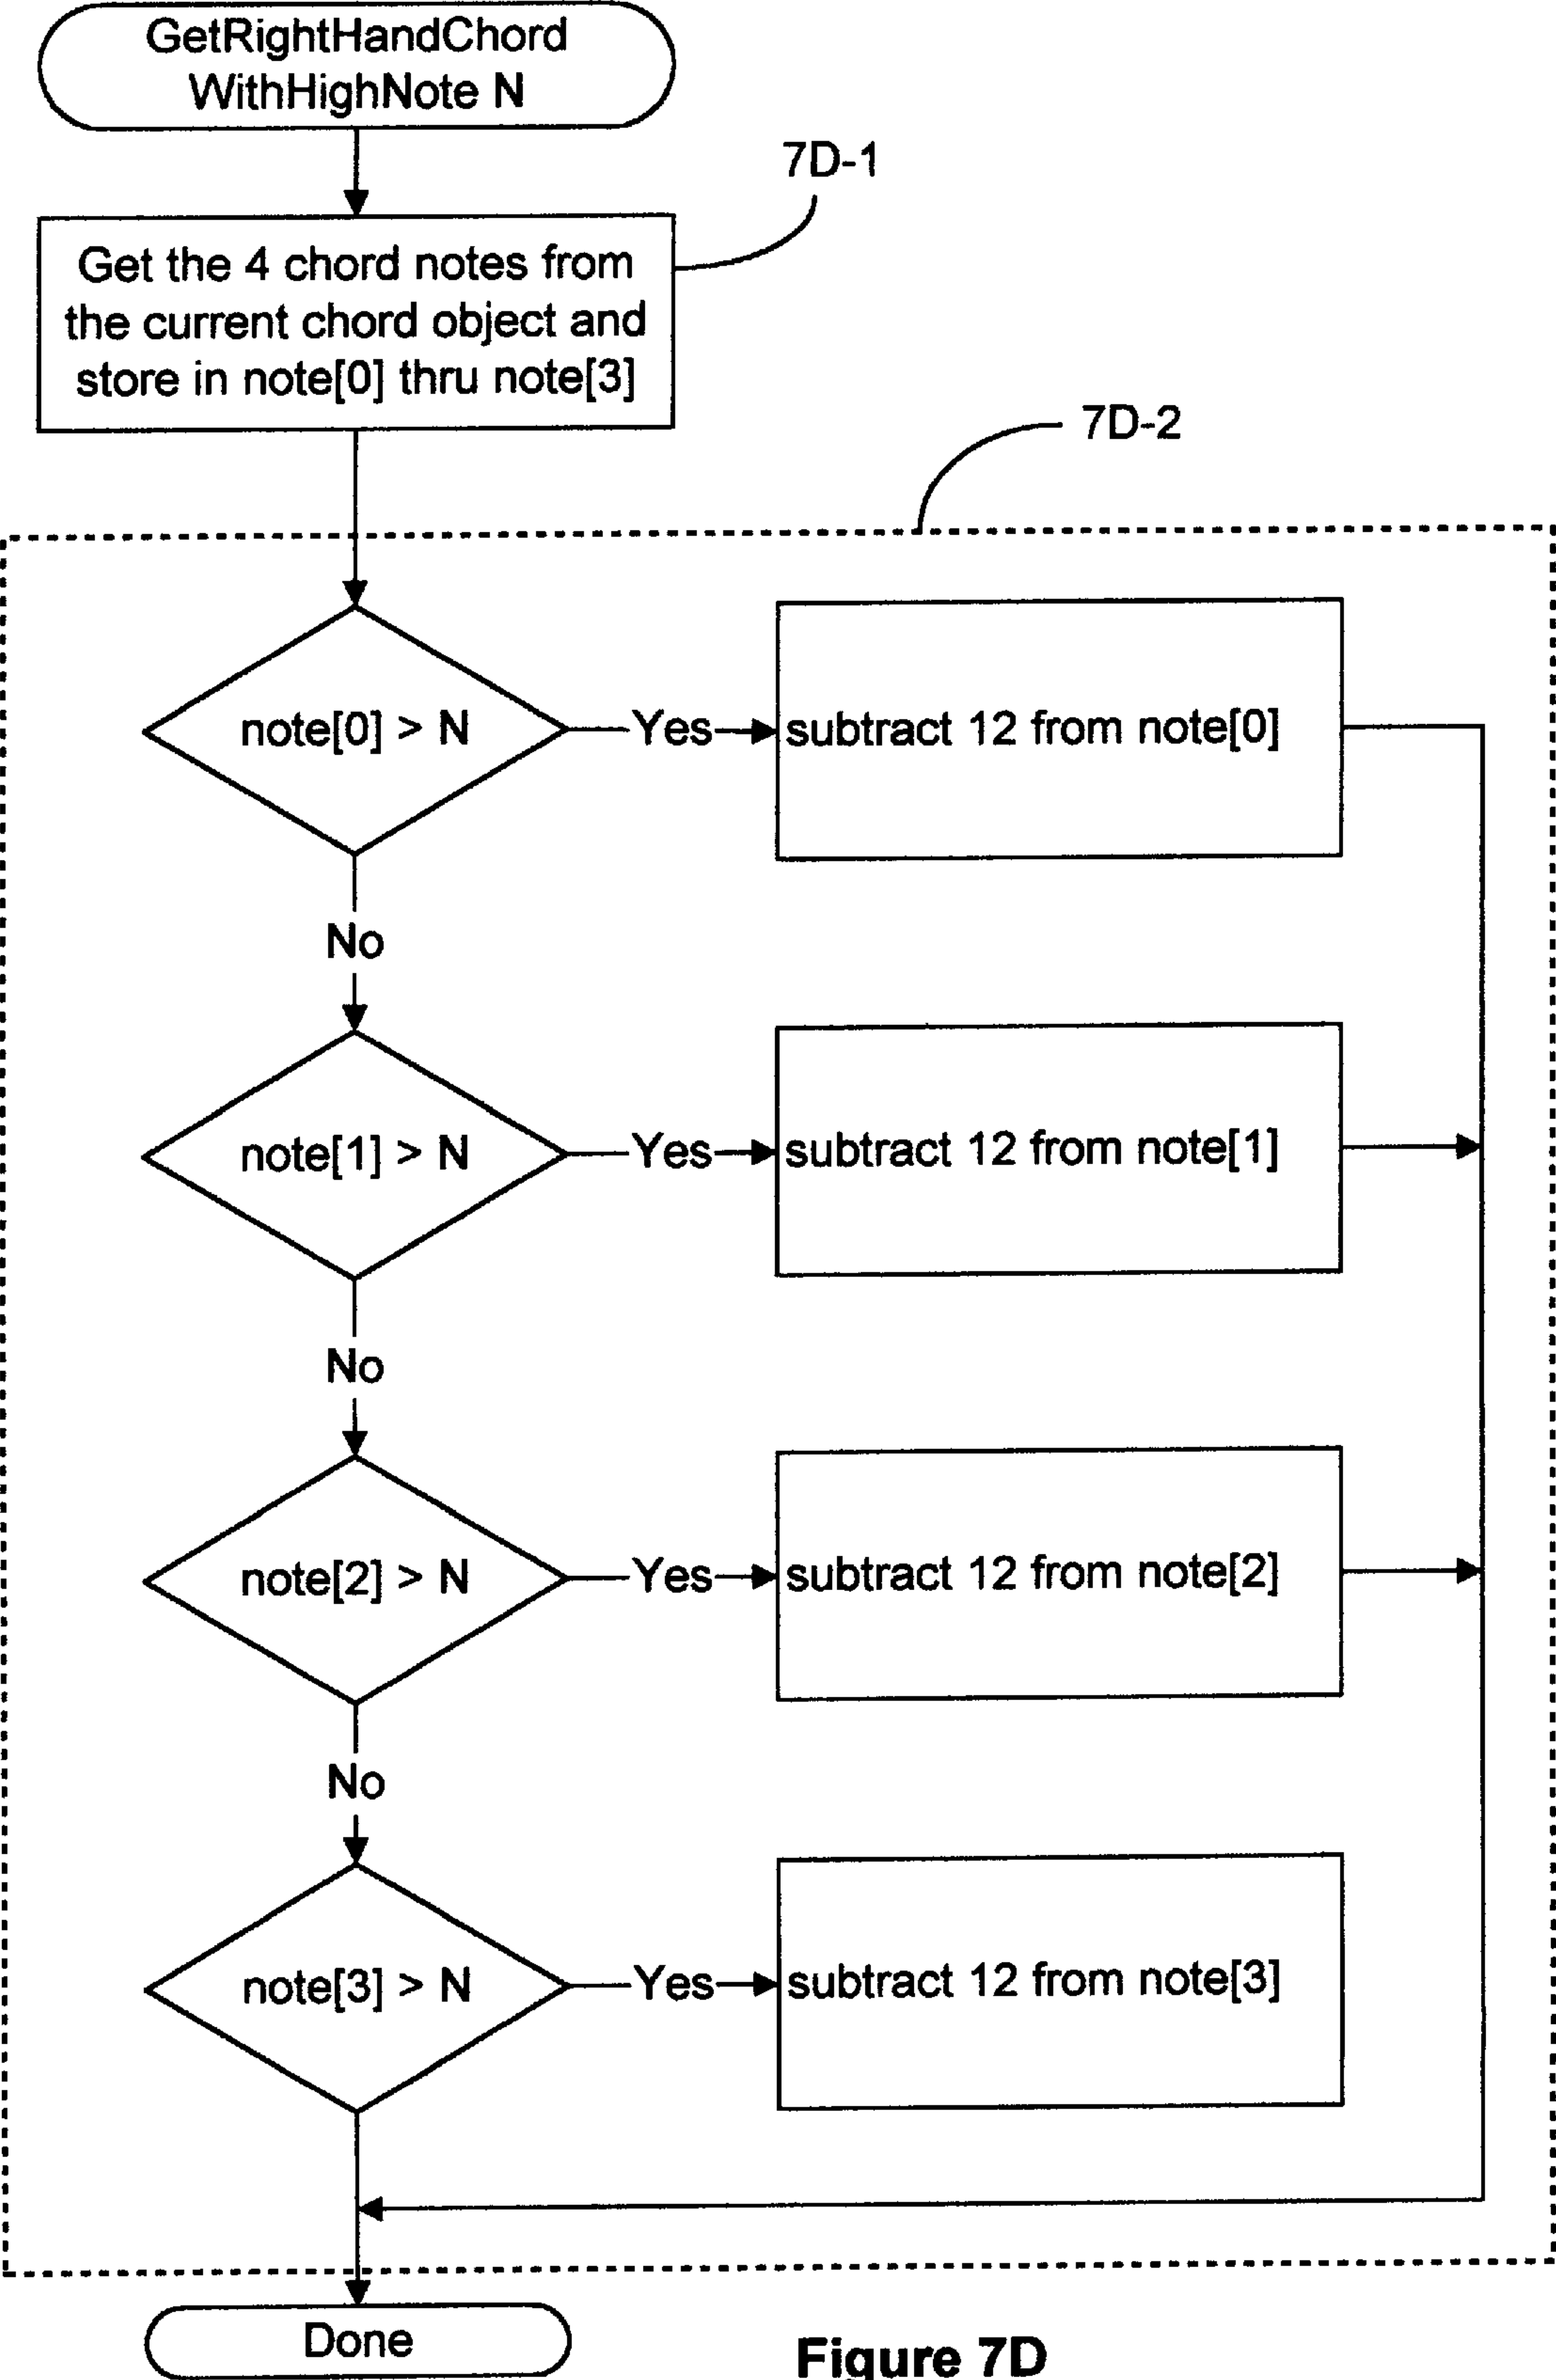 GetRightHandChord
WithHighNote N
7D-1
Get the 4 chord notes from
the current chord object and
store in note[0] thru note[3]
7D-2
note[0] > N
Yes
subtract 12 from note[0]
No
note[1] > N
Yes
subtract 12 from note[1]
No
note[2] > N
Yes
subtract 12 from note[2]
No
note[3] > N
Yes
subtract 12 from note[3]
Done
Figure 7D